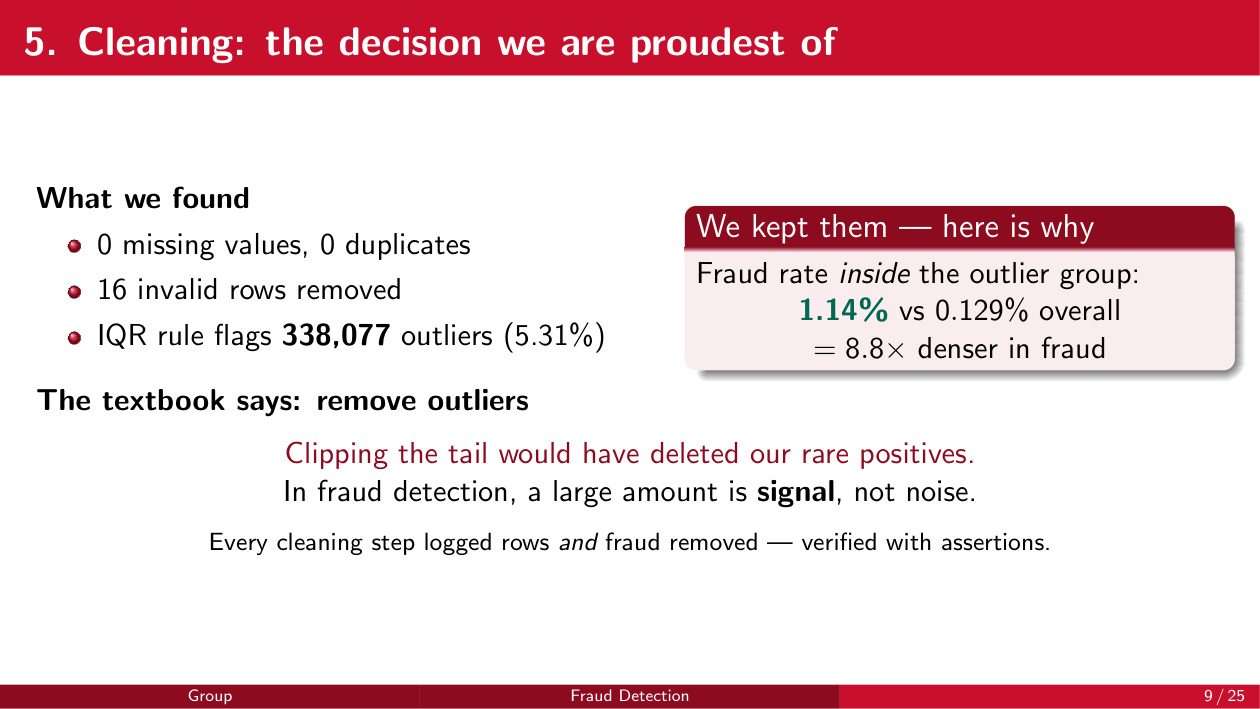 5. Cleaning: the decision we are proudest of
What we found
0 missing values, 0 duplicates
16 invalid rows removed
IQR rule flags 338,077 outliers (5.31%)
The textbook says: remove outliers
We kept them — here is why
Fraud rate inside the outlier group:
1.14% vs 0.129% overall
= 8.8× denser in fraud
Clipping the tail would have deleted our rare positives.
In fraud detection, a large amount is signal, not noise.
Every cleaning step logged rows and fraud removed — verified with assertions.
Group
Fraud Detection
9 / 25